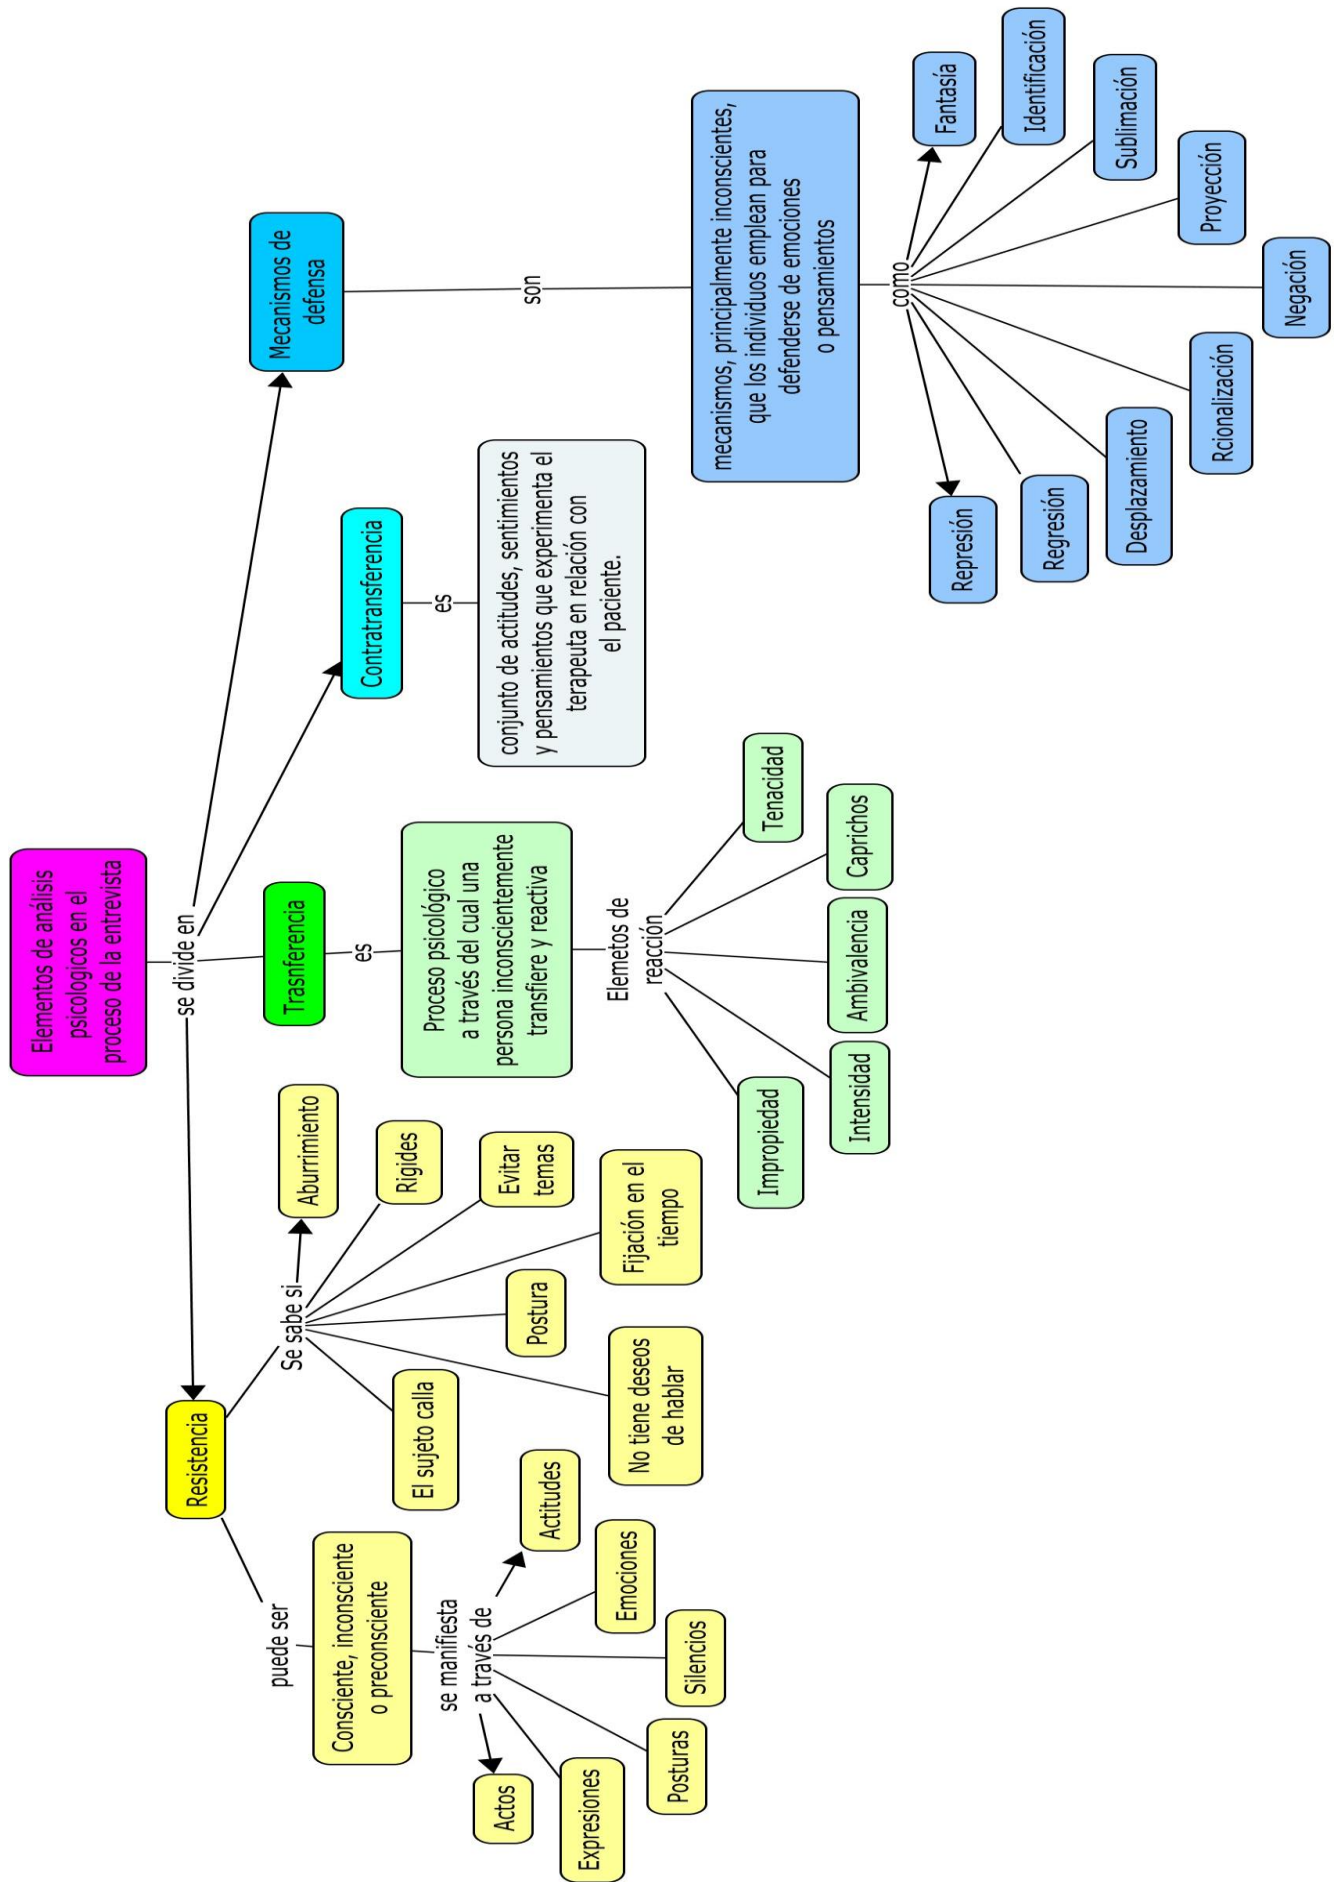 Elementos de análisis
psicologicos en el
proceso de la entrevista
se divide en
Resistencia
puede ser
Consciente, inconsciente
o preconsciente
se manifiesta
a través de
Actos
Expresiones
Posturas
Silencios
Emociones
Actitudes
Se sabe si
El sujeto calla
No tiene deseos
de hablar
Postura
Fijación en el
tiempo
Evitar
temas
Rigides
Aburrimiento
Trasnferencia
es
Proceso psicológico
a través del cual una
persona inconscientemente
transfiere y reactiva
Elemetos de
reacción
Impropiedad
Intensidad
Ambivalencia
Caprichos
Tenacidad
Contratransferencia
es
conjunto de actitudes, sentimientos
y pensamientos que experimenta el
terapeuta en relación con
el paciente.
Mecanismos de
defensa
son
mecanismos, principalmente inconscientes,
que los individuos emplean para
defenderse de emociones
o pensamientos
como
Represión
Regresión
Desplazamiento
Rcionalización
Negación
Proyección
Sublimación
Identificación
Fantasía